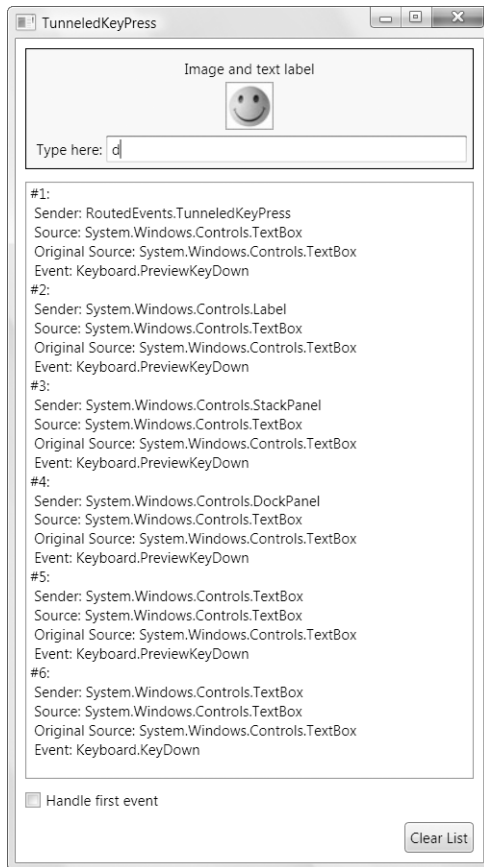 TunneledKeyPress
Image and text label
Type here: d
#1:
Sender: RoutedEvents.TunneledKeyPress
Source: System.Windows.Controls.TextBox
Original Source: System.Windows.Controls.TextBox
Event: Keyboard.PreviewKeyDown
#2:
Sender: System.Windows.Controls.Label
Source: System.Windows.Controls.TextBox
Original Source: System.Windows.Controls.TextBox
Event: Keyboard.PreviewKeyDown
#3:
Sender: System.Windows.Controls.StackPanel
Source: System.Windows.Controls.TextBox
Original Source: System.Windows.Controls.TextBox
Event: Keyboard.PreviewKeyDown
#4:
Sender: System.Windows.Controls.DockPanel
Source: System.Windows.Controls.TextBox
Original Source: System.Windows.Controls.TextBox
Event: Keyboard.PreviewKeyDown
#5:
Sender: System.Windows.Controls.TextBox
Source: System.Windows.Controls.TextBox
Original Source: System.Windows.Controls.TextBox
Event: Keyboard.PreviewKeyDown
#6:
Sender: System.Windows.Controls.TextBox
Source: System.Windows.Controls.TextBox
Original Source: System.Windows.Controls.TextBox
Event: Keyboard.KeyDown
Handle first event
Clear List